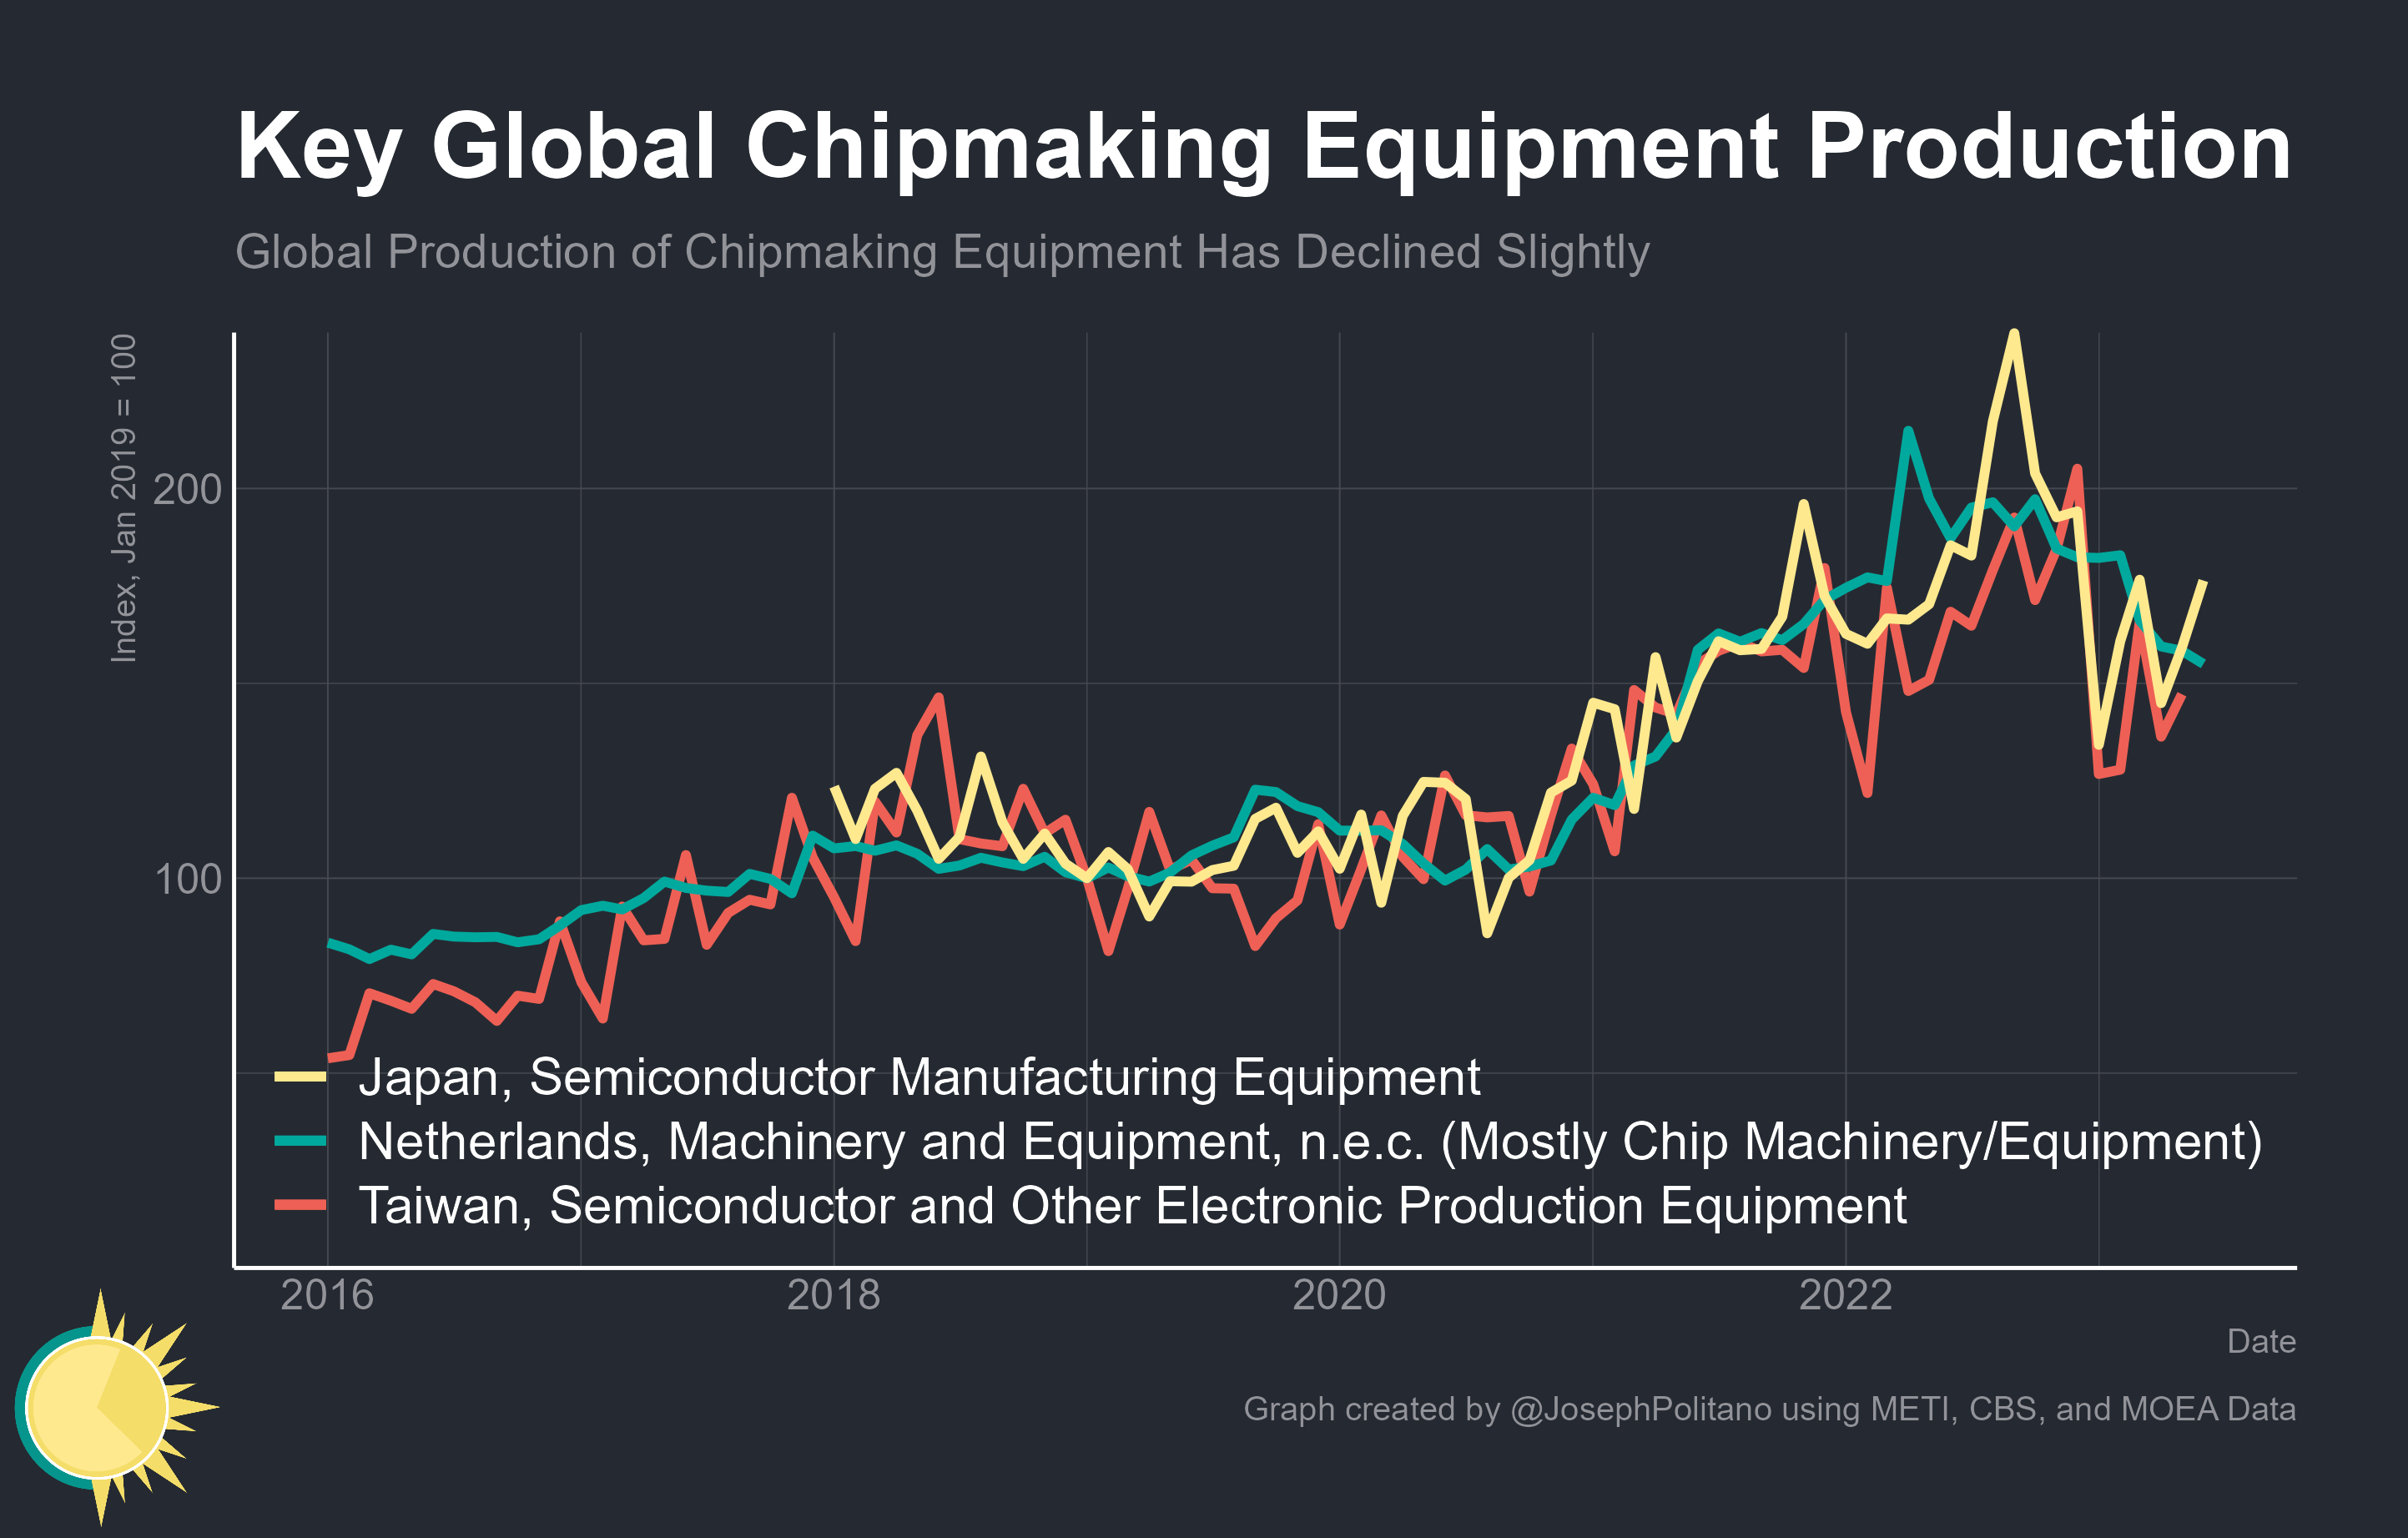 Key Global Chipmaking Equipment Production
Global Production of Chipmaking Equipment Has Declined Slightly
Index, Jan 2019 = 100
200
100
Japan, Semiconductor Manufacturing Equipment
Netherlands, Machinery and Equipment, n.e.c. (Mostly Chip Machinery/Equipment)
Taiwan, Semiconductor and Other Electronic Production Equipment
2016 2018 2020 2022
Date
Graph created by @JosephPolitano using METI, CBS, and MOEA Data